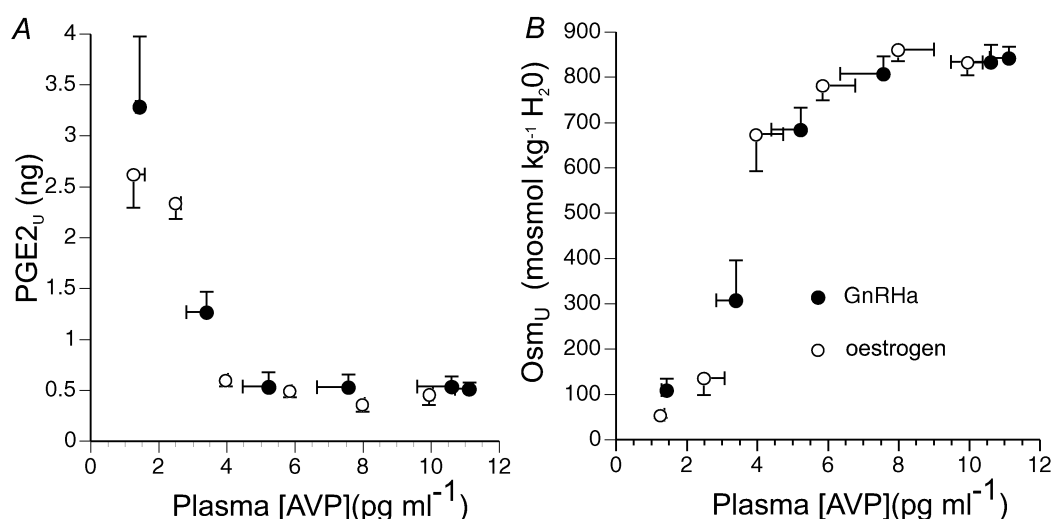 A
4
3.5
3
2.5
2
1.5
1
0.5
0
PGE2U (ng)
0 2 4 6 8 10 12
Plasma [AVP](pg ml-1)
B
900
800
700
600
500
400
300
200
100
0
OsmU (mosmol kg-1 H20)
GnRHa
oestrogen
0 2 4 6 8 10 12
Plasma [AVP](pg ml-1)